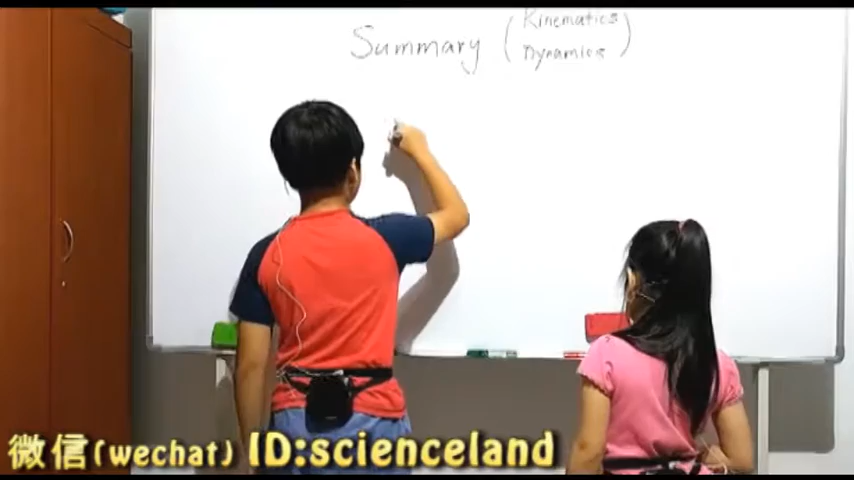 Summary (Kinematics
Dynamics)
微信(wechat) ID:scienceland